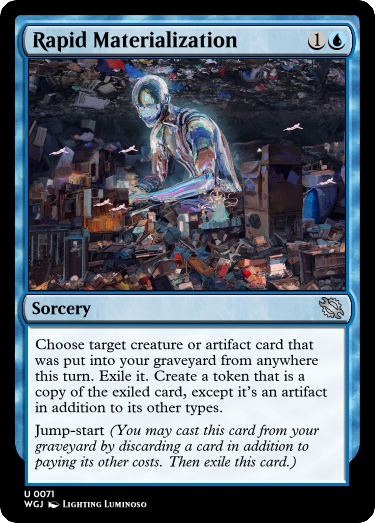 Rapid Materialization 1
Sorcery
Choose target creature or artifact card that
was put into your graveyard from anywhere
this turn. Exile it. Create a token that is a
copy of the exiled card, except it's an artifact
in addition to its other types.
Jump-start (You may cast this card from your
graveyard by discarding a card in addition to
paying its other costs. Then exile this card.)
U 0071
WGJ Lighting Luminoso